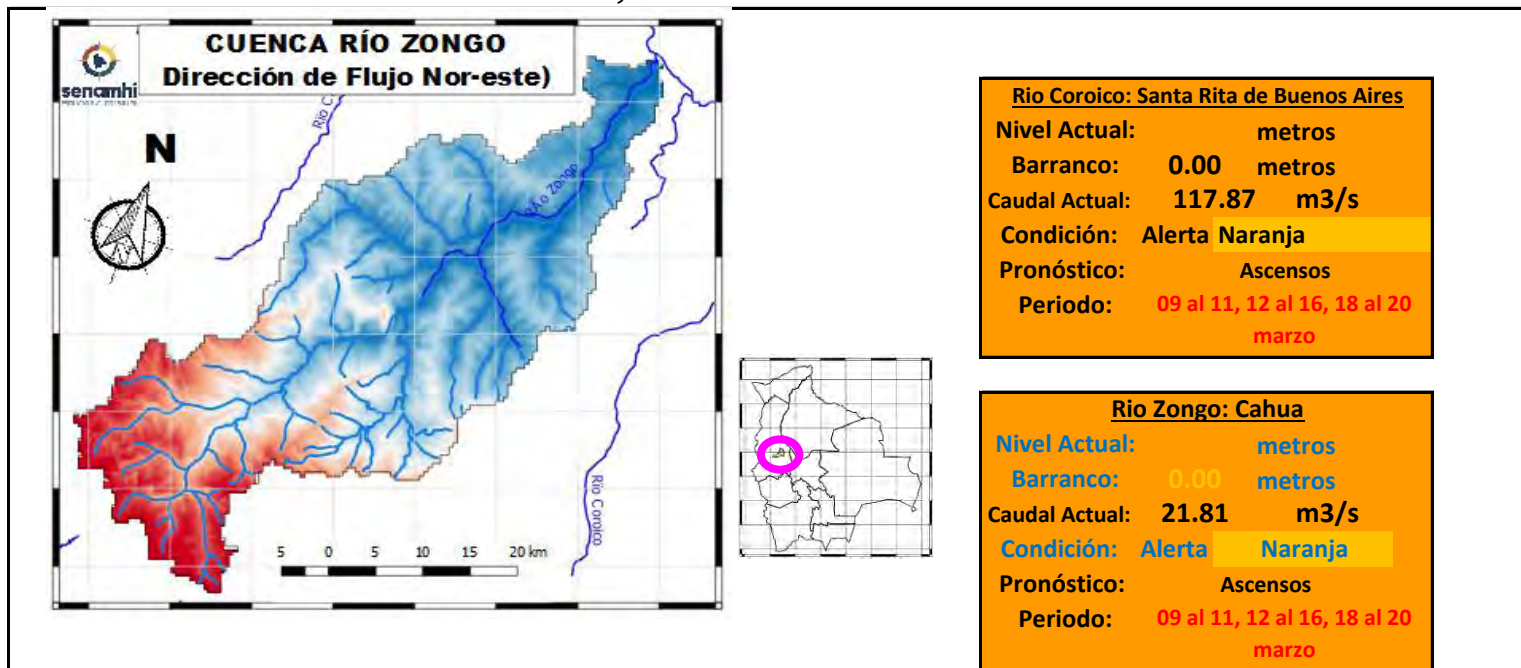 CUENCA RÍO ZONGO
Dirección de Flujo Nor-este)
sencamhi
N
Río C
Río Zongo
Río Coroico
5 0 5 10 15 20 km
Rio Coroico: Santa Rita de Buenos Aires
Nivel Actual: metros
Barranco: 0.00 metros
Caudal Actual: 117.87 m3/s
Condición: Alerta Naranja
Pronóstico: Ascensos
Periodo: 09 al 11, 12 al 16, 18 al 20
marzo
Rio Zongo: Cahua
Nivel Actual: metros
Barranco: 0.00 metros
Caudal Actual: 21.81 m3/s
Condición: Alerta Naranja
Pronóstico: Ascensos
Periodo: 09 al 11, 12 al 16, 18 al 20
marzo